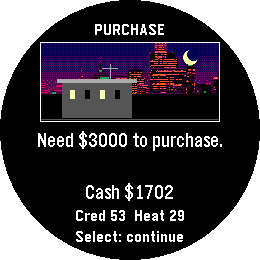 PURCHASE
Need $3000 to purchase.
Cash $1702
Cred 53 Heat 29
Select: continue